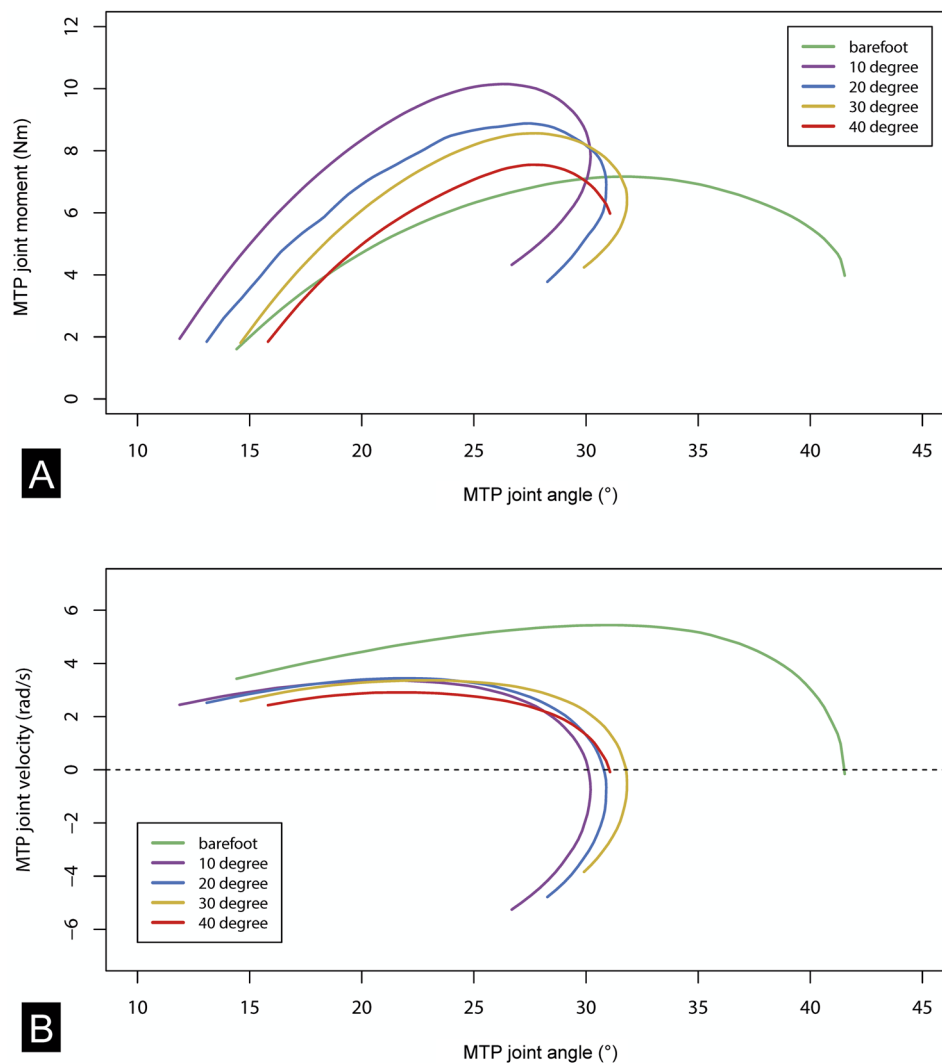 12
10
8
6
4
2
0
MTP joint moment (Nm)
barefoot
10 degree
20 degree
30 degree
40 degree
10 15 20 25 30 35 40 45
A
MTP joint angle (°)
6
4
2
0
−2
−4
−6
MTP joint velocity (rad/s)
barefoot
10 degree
20 degree
30 degree
40 degree
10 15 20 25 30 35 40 45
B
MTP joint angle (°)